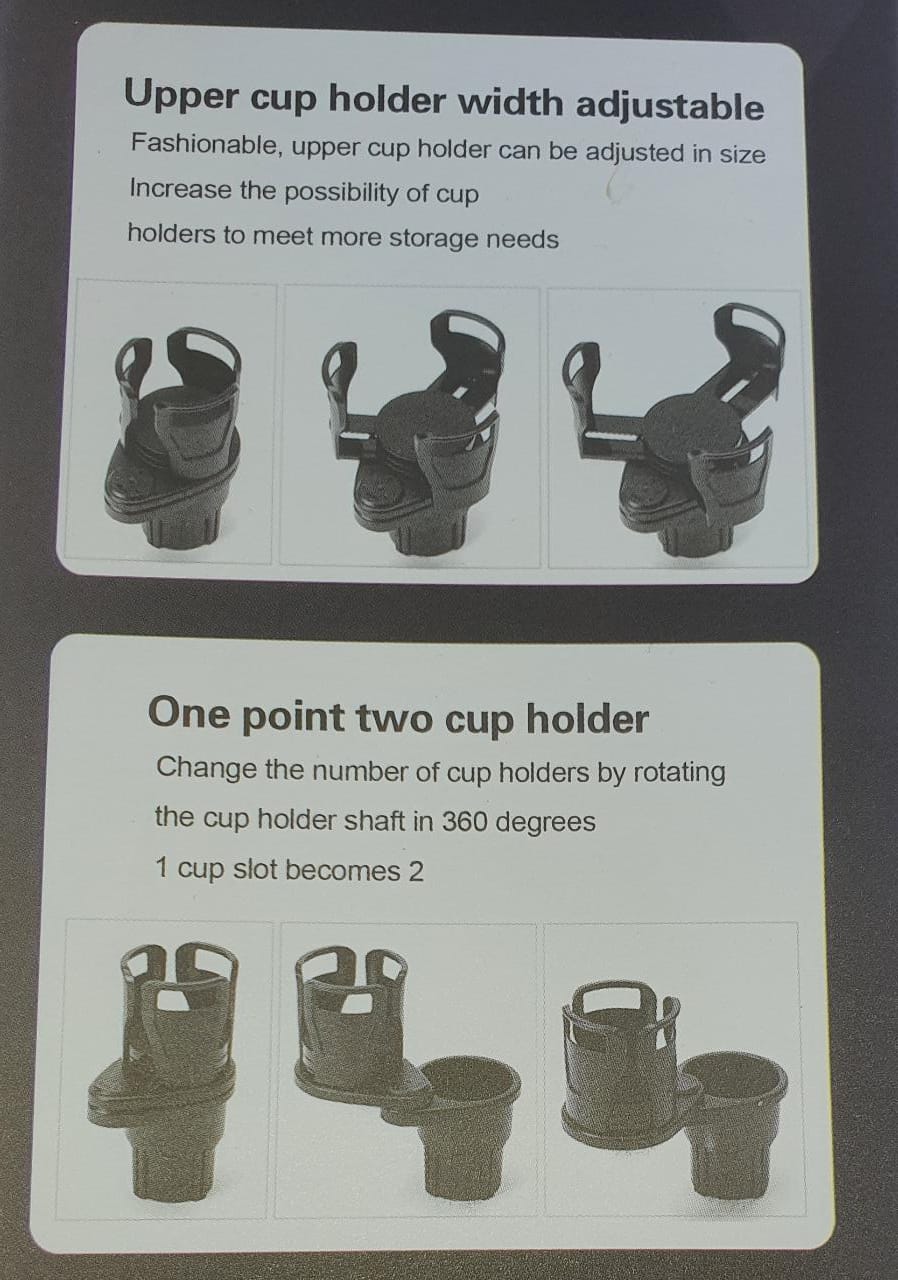 Upper cup holder width adjustable
Fashionable, upper cup holder can be adjusted in size
Increase the possibility of cup
holders to meet more storage needs
One point two cup holder
Change the number of cup holders by rotating
the cup holder shaft in 360 degrees
1 cup slot becomes 2